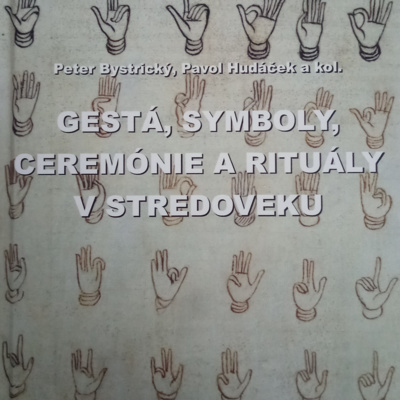 Peter Bystrický, Pavol Hudáček a kol.
GESTÁ, SYMBOLY,
CEREMÓNIE A RITUÁLY
V STREDOVEKU